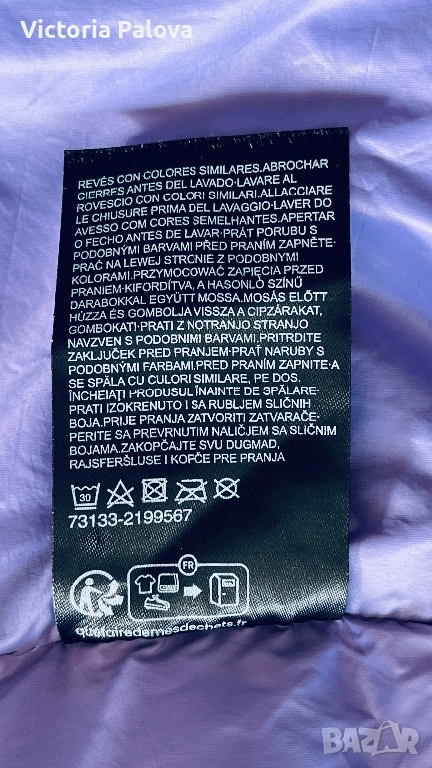 Victoria Palova
REVÉS CON COLORES SIMILARES.ABROCHAR
CIERRES ANTES DEL LAVADO·LAVARE AL
ROVESCIO CON COLORI SIMILARI.ALLACCIARE
LE CHIUSURE PRIMA DEL LAVAGGIO·LAVER DO
AVESSO COM CORES SEMELHANTES.APERTAR
O FECHO ANTES DE LAVAR·PRÁT PORUBU S
PODOBNÝMI BARVAMI PŘED PRANÍM ZAPNĚTE·
PRAĆ NA LEWEJ STRONIE Z PODOBNYMI
KOLORAMI.PRZYMOCOWAĆ ZAPIĘCIA PRZED
PRANIEM·KIFORDÍTVA, A HASONLÓ SZÍNŰ
DARABOKKAL EGYÜTT MOSSA.MOSÁS ELŐTT
HÚZZA ÉS GOMBOLJA VISSZA A CIPZÁRAKAT,
GOMBOKATI·PRATI Z NOTRANJO STRANJO
NAVZVEN S PODOBNIMI BARVAMI.PRITRDITE
ZAKLJUČEK PRED PRANJEM·PRAŤ NARUBY S
PODOBNÝMI FARBAMI.PRED PRANÍM ZAPNITE·A
SE SPĂLA CU CULORI SIMILARE, PE DOS.
ÎNCHEIAȚI PRODUSUL ÎNAINTE DE SPĂLARE·
PRATI IZOKRENUTO I SA RUBLJEM SLIČNIH
BOJA.PRIJE PRANJA ZATVORITI ZATVARAČE·
PERITE SA PREVRNUTIM NALIČJEM SA SLIČNIM
BOJAMA,ZAKOPČAJTE SVU DUGMAD,
RAJSFERŠLUSE I KOPČE PRE PRANJA
30
73133-2199567
FR
quefairedemesdechets.fr
BAZAR